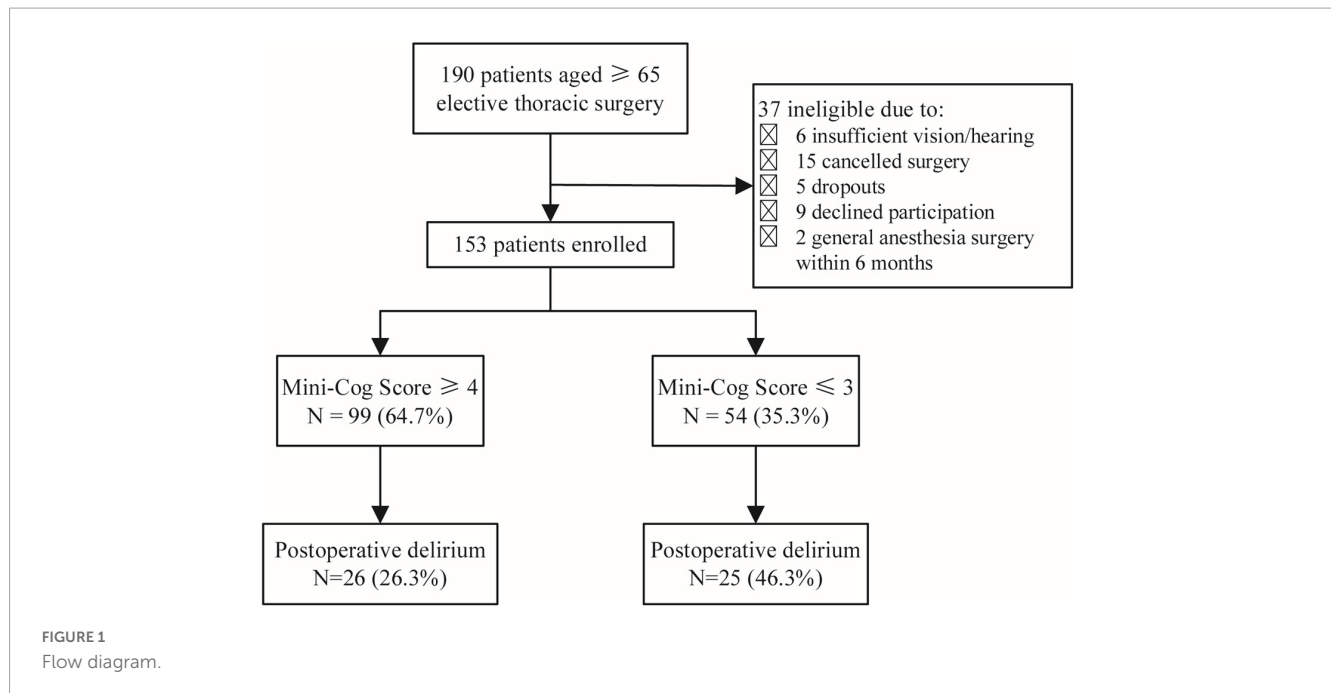 190 patients aged ⩾ 65
elective thoracic surgery
37 ineligible due to:
☒ 6 insufficient vision/hearing
☒ 15 cancelled surgery
☒ 5 dropouts
☒ 9 declined participation
☒ 2 general anesthesia surgery
within 6 months
153 patients enrolled
Mini-Cog Score ⩾ 4
N = 99 (64.7%)
Mini-Cog Score ⩽ 3
N = 54 (35.3%)
Postoperative delirium
N=26 (26.3%)
Postoperative delirium
N=25 (46.3%)
FIGURE 1
Flow diagram.